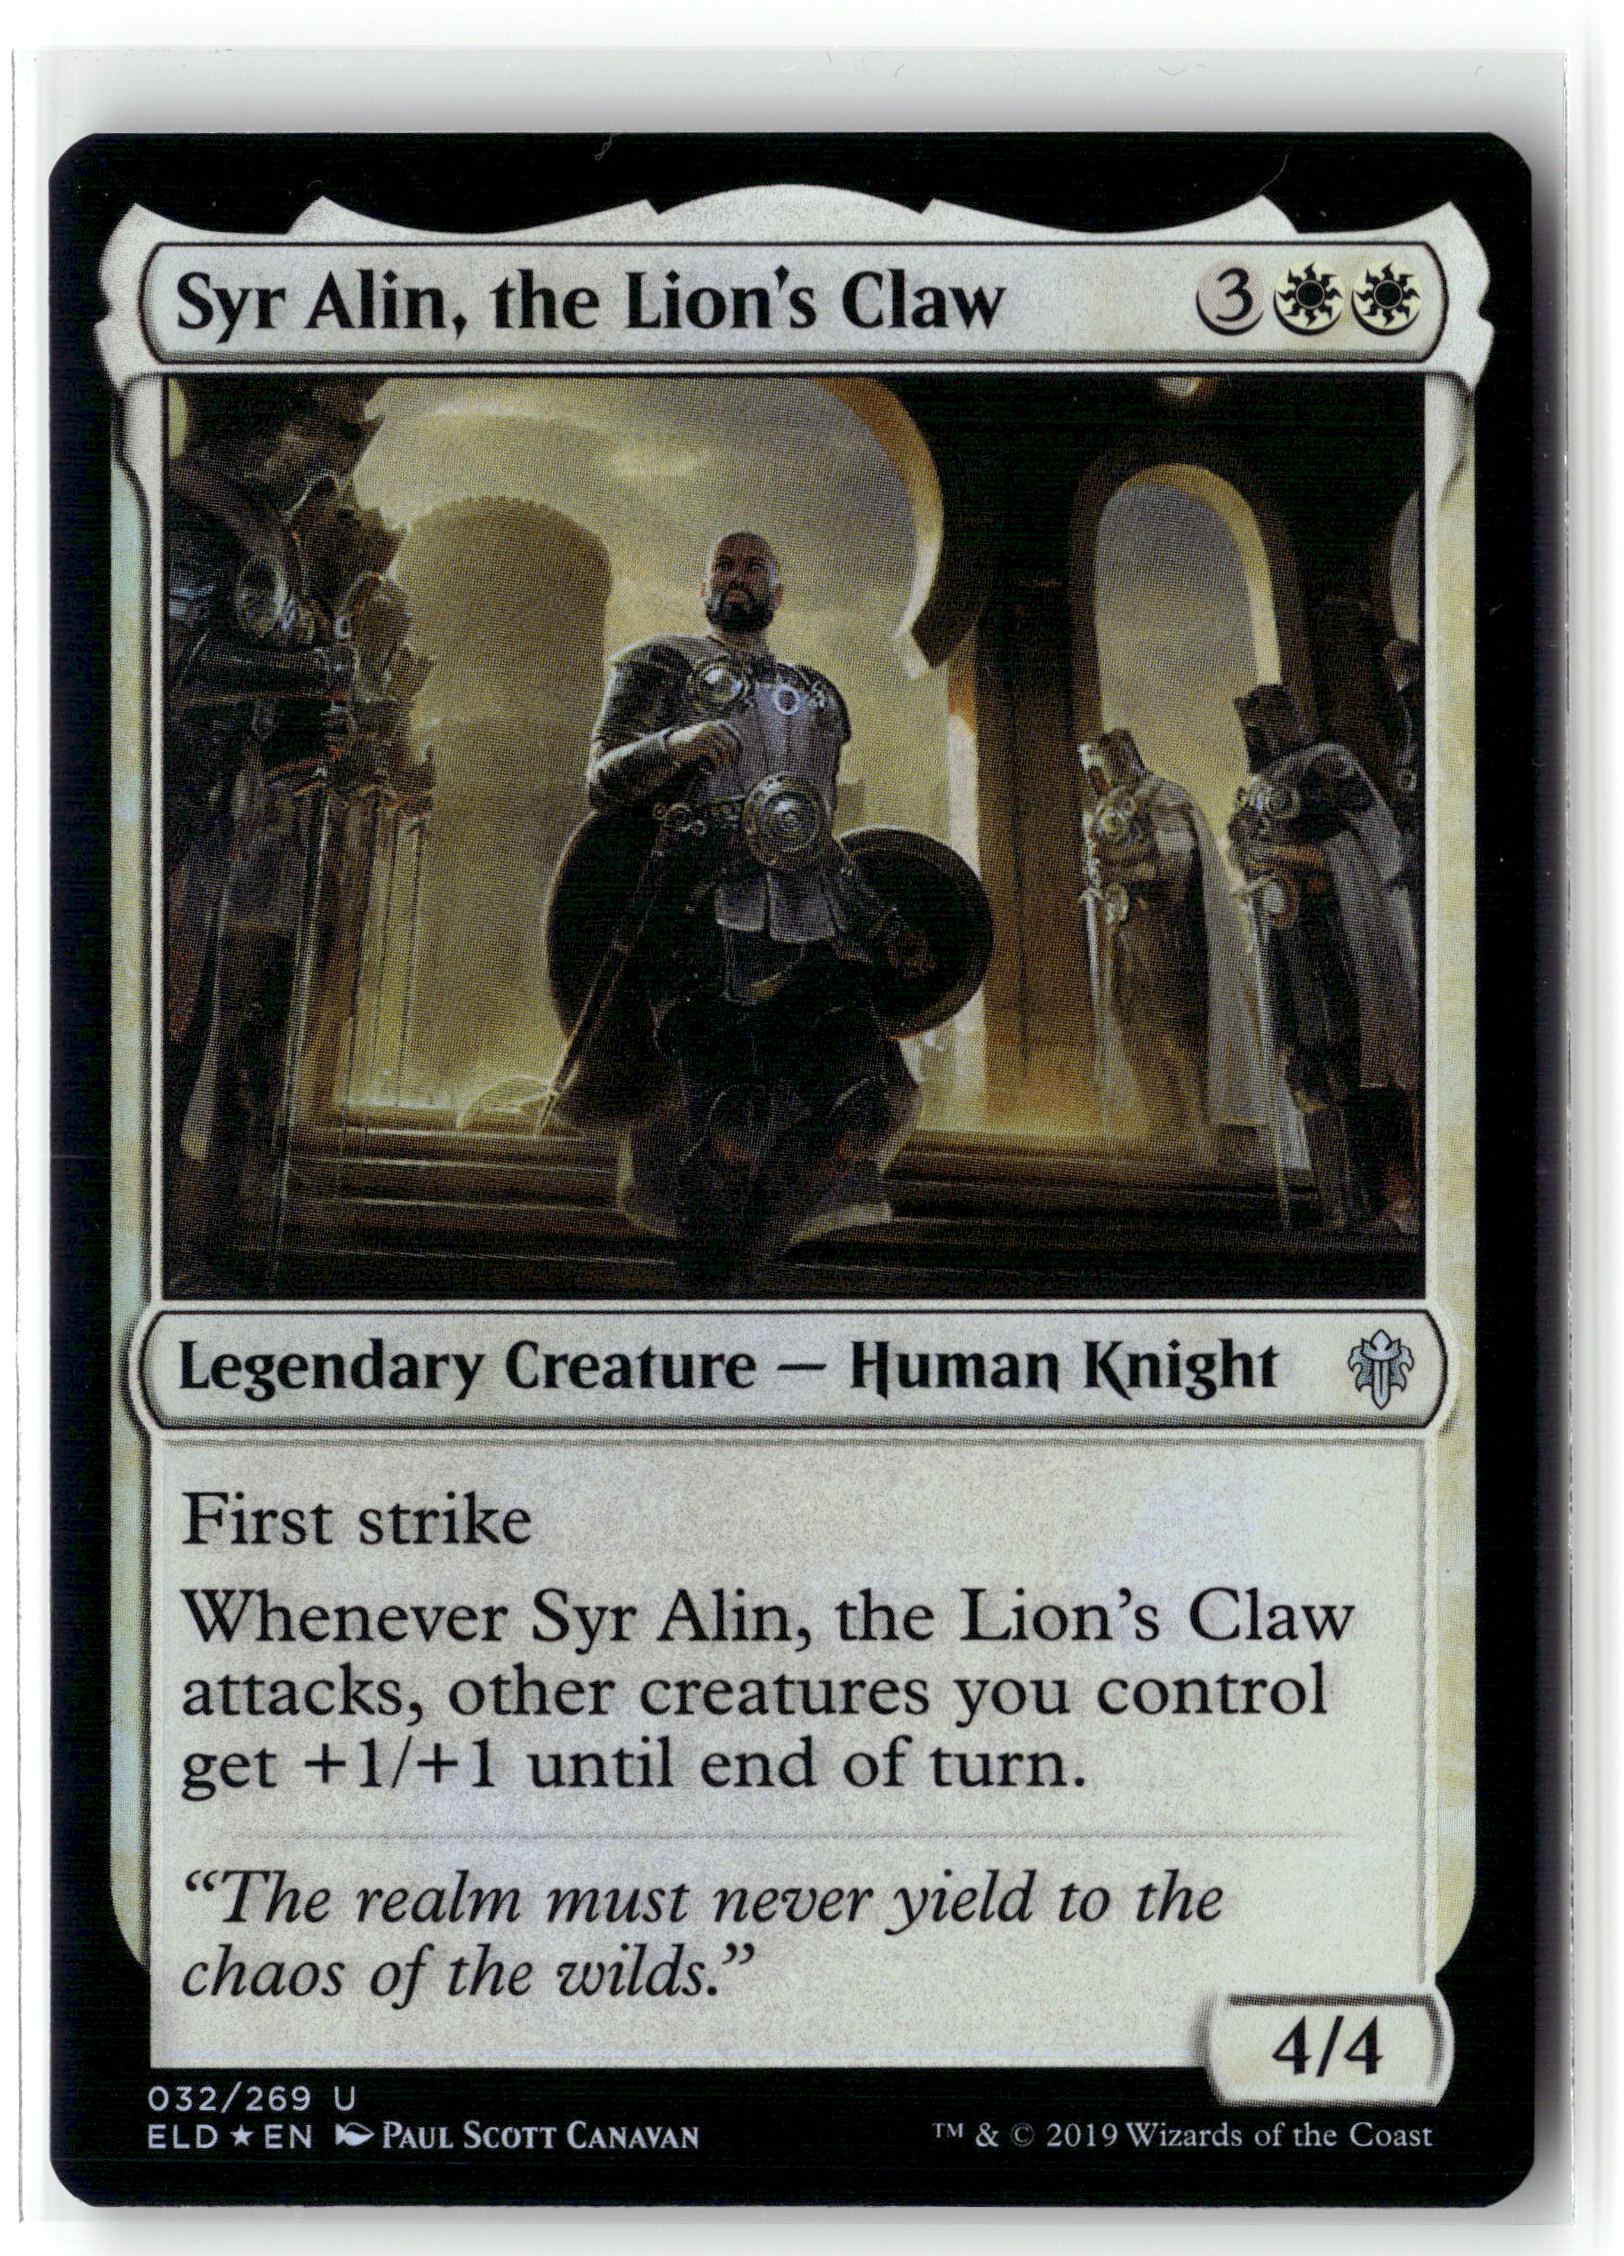 Syr Alin, the Lion's Claw 3
Legendary Creature — Human Knight
First strike
Whenever Syr Alin, the Lion's Claw
attacks, other creatures you control
get +1/+1 until end of turn.
“The realm must never yield to the
chaos of the wilds.”
4/4
032/269 U
ELD★EN Paul Scott Canavan
™ & © 2019 Wizards of the Coast